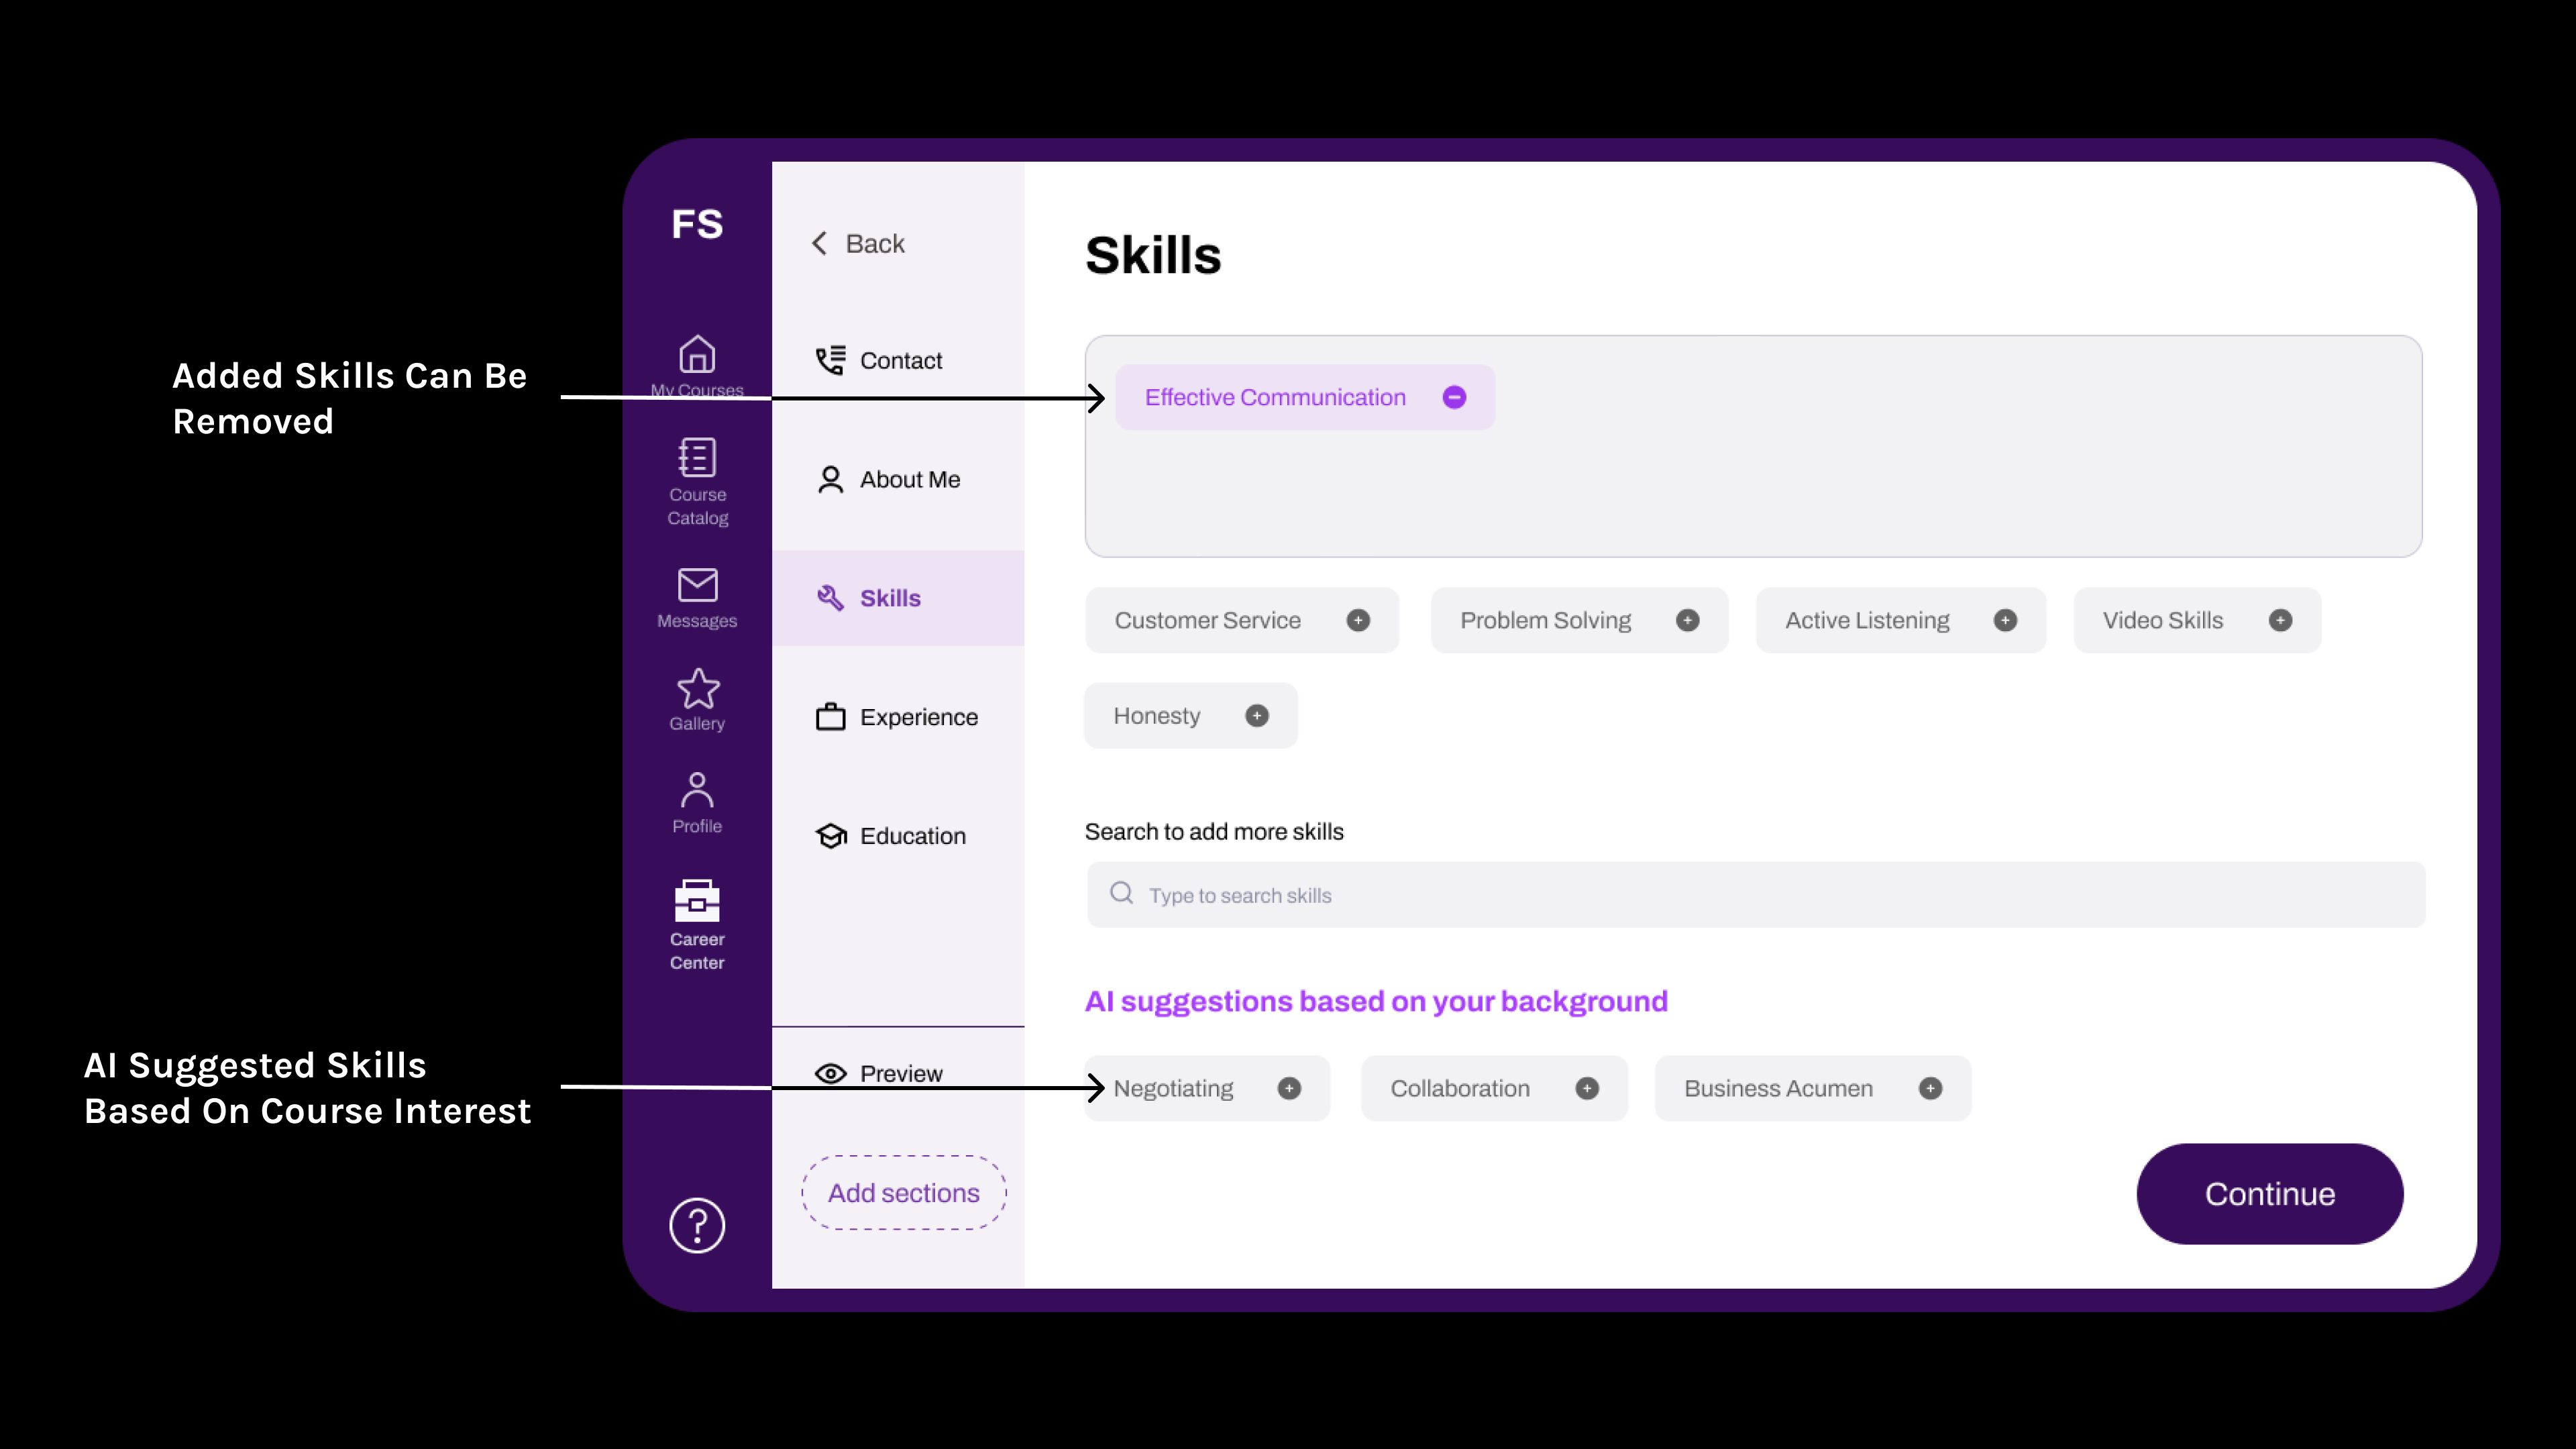 Added Skills Can Be
Removed
AI Suggested Skills
Based On Course Interest
FS
My Courses
Course
Catalog
Messages
Gallery
Profile
Career
Center
?
Back
Contact
About Me
Skills
Experience
Education
Preview
Add sections
Skills
Effective Communication
Customer Service
Problem Solving
Active Listening
Video Skills
Honesty
Search to add more skills
Type to search skills
AI suggestions based on your background
Negotiating
Collaboration
Business Acumen
Continue